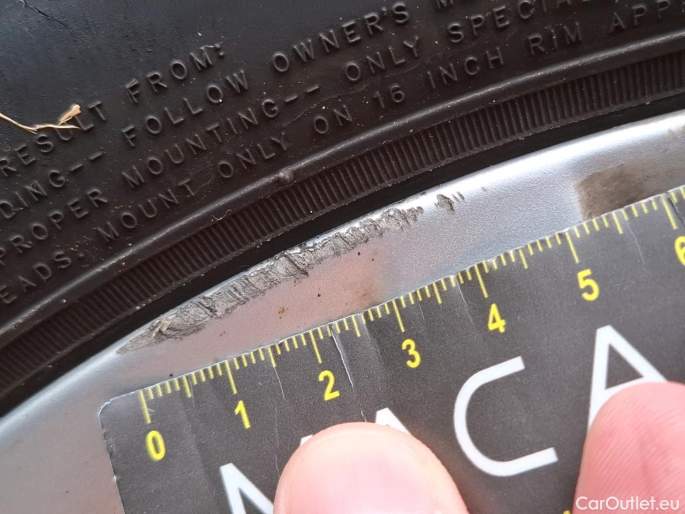 RESULT FROM:
DING-- FOLLOW OWNER'S M
PROPER MOUNTING-- ONLY SPECIAL
EADS. MOUNT ONLY ON 16 INCH RIM APP
0 1 2 3 4 5 6
MACA
CarOutlet.eu